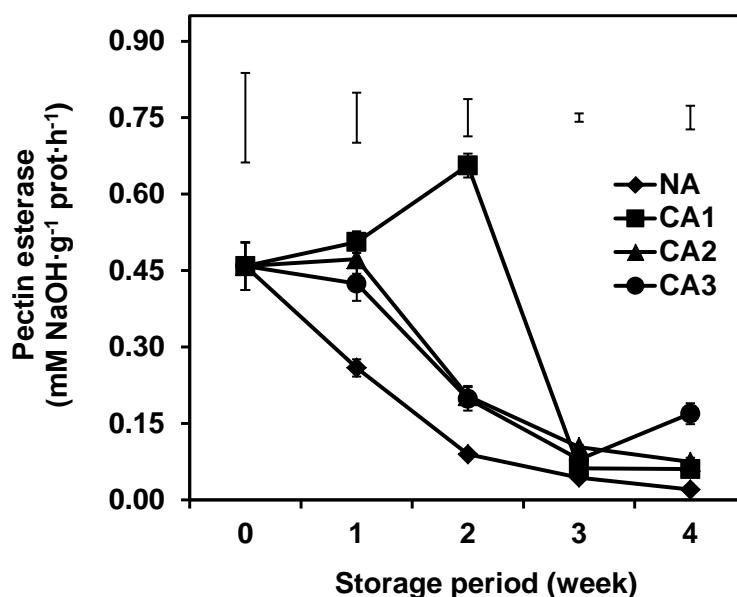 Pectin esterase
(mM NaOH·g⁻¹ prot·h⁻¹)
0.90
0.75
0.60
0.45
0.30
0.15
0.00
NA
CA1
CA2
CA3
0 1 2 3 4
Storage period (week)